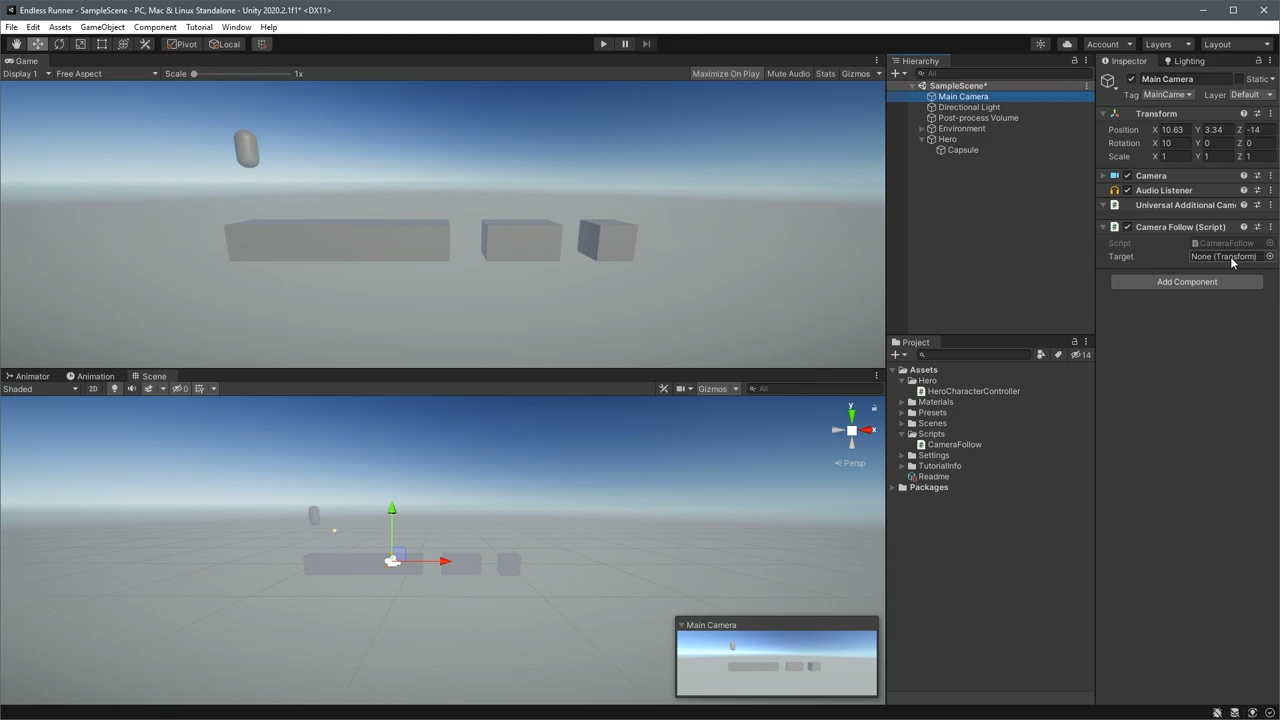 Endless Runner - SampleScene - PC, Mac & Linux Standalone - Unity 2020.2.1f1* <DX11>
File Edit Assets GameObject Component Tutorial Window Help
Pivot Local Account Layers Layout
Game
Display 1 Free Aspect Scale 1x Maximize On Play Mute Audio Stats Gizmos
Hierarchy
All
SampleScene*
Main Camera
Directional Light
Post-process Volume
Environment
Hero
Capsule
Inspector Lighting
Main Camera Static
Tag MainCame Layer Default
Transform
Position X 10.63 Y 3.34 Z -14
Rotation X 10 Y 0 Z 0
Scale X 1 Y 1 Z 1
Camera
Audio Listener
Universal Additional Came
Camera Follow (Script)
Script CameraFollow
Target None (Transform)
Add Component
Project
14
Assets
Hero
HeroCharacterController
Materials
Presets
Scenes
Scripts
CameraFollow
Settings
TutorialInfo
Readme
Packages
Animator Animation Scene
Shaded 2D 0 Gizmos All
y
x
Persp
Main Camera